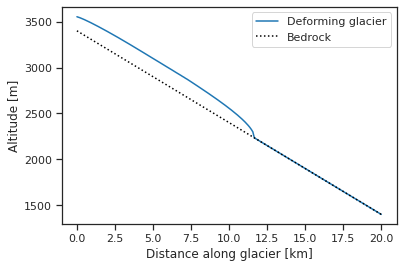 Deforming glacier
Bedrock
3500
3000
2500
2000
1500
Altitude [m]
0.0 2.5 5.0 7.5 10.0 12.5 15.0 17.5 20.0
Distance along glacier [km]